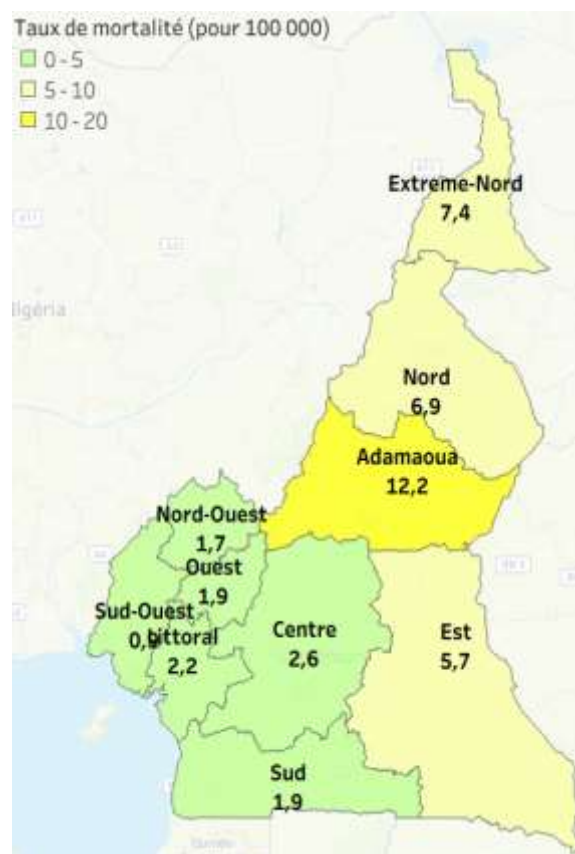 Taux de mortalité (pour 100 000)
0 - 5
5 - 10
10 - 20
Extreme-Nord
7,4
Nord
6,9
Adamaoua
12,2
Nord-Ouest
1,7
Ouest
1,9
Sud-Ouest
Littoral
2,2
Centre
2,6
Est
5,7
Sud
1,9